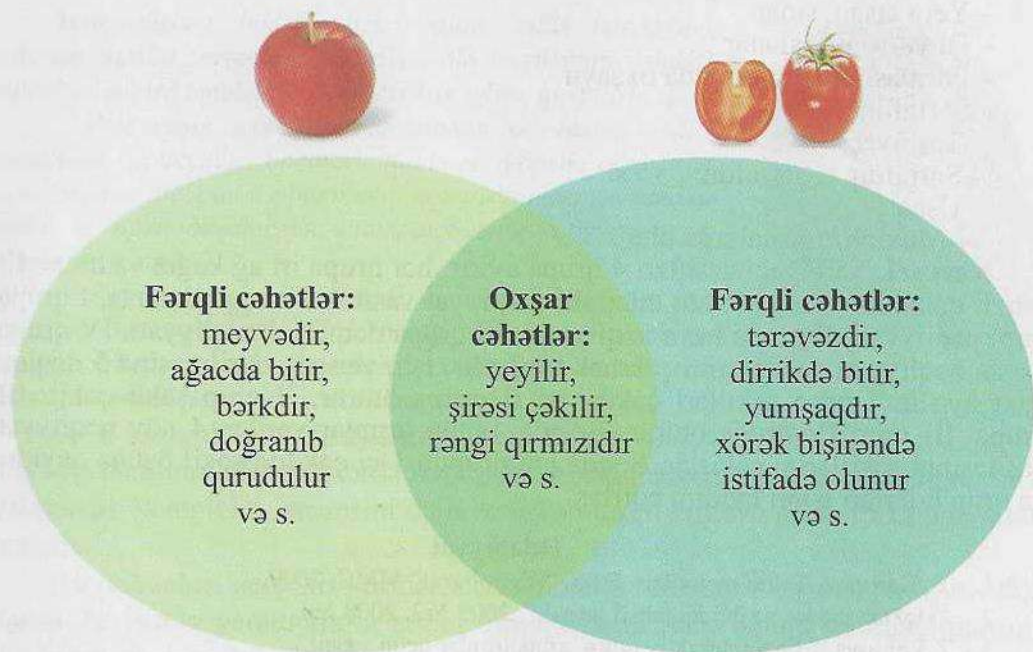 Fərqli cəhətlər:
meyvədir,
ağacda bitir,
bərkdir,
doğranıb
qurudulur
və s.
Oxşar
cəhətlər:
yeyilir,
şirəsi çəkilir,
rəngi qırmızıdır
və s.
Fərqli cəhətlər:
tərəvəzdir,
dirrikdə bitir,
yumşaqdır,
xörək bişirəndə
istifadə olunur
və s.